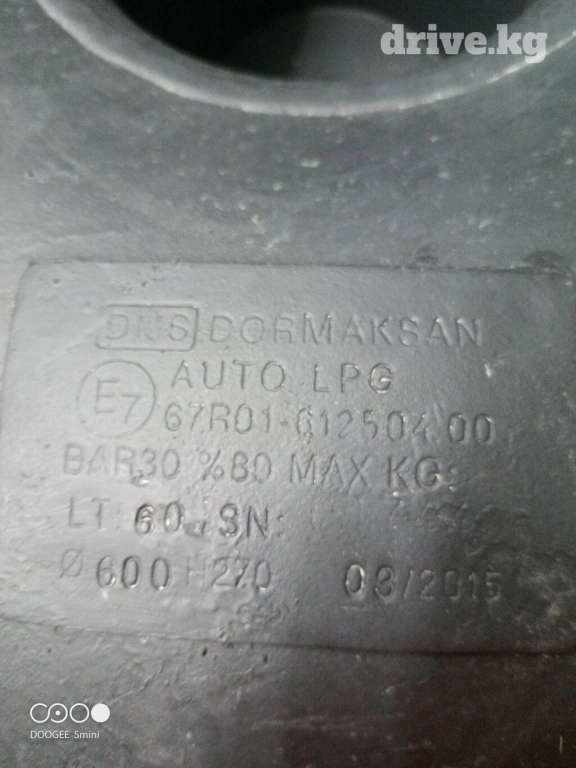 drive.kg
DMS DORMAKSAN
AUTO LPG
E7
67R01-612504.00
BAR30 %80 MAX KGS
LT: 60 SN:
Ø 600 H270 03/2015
DOOGEE Smini